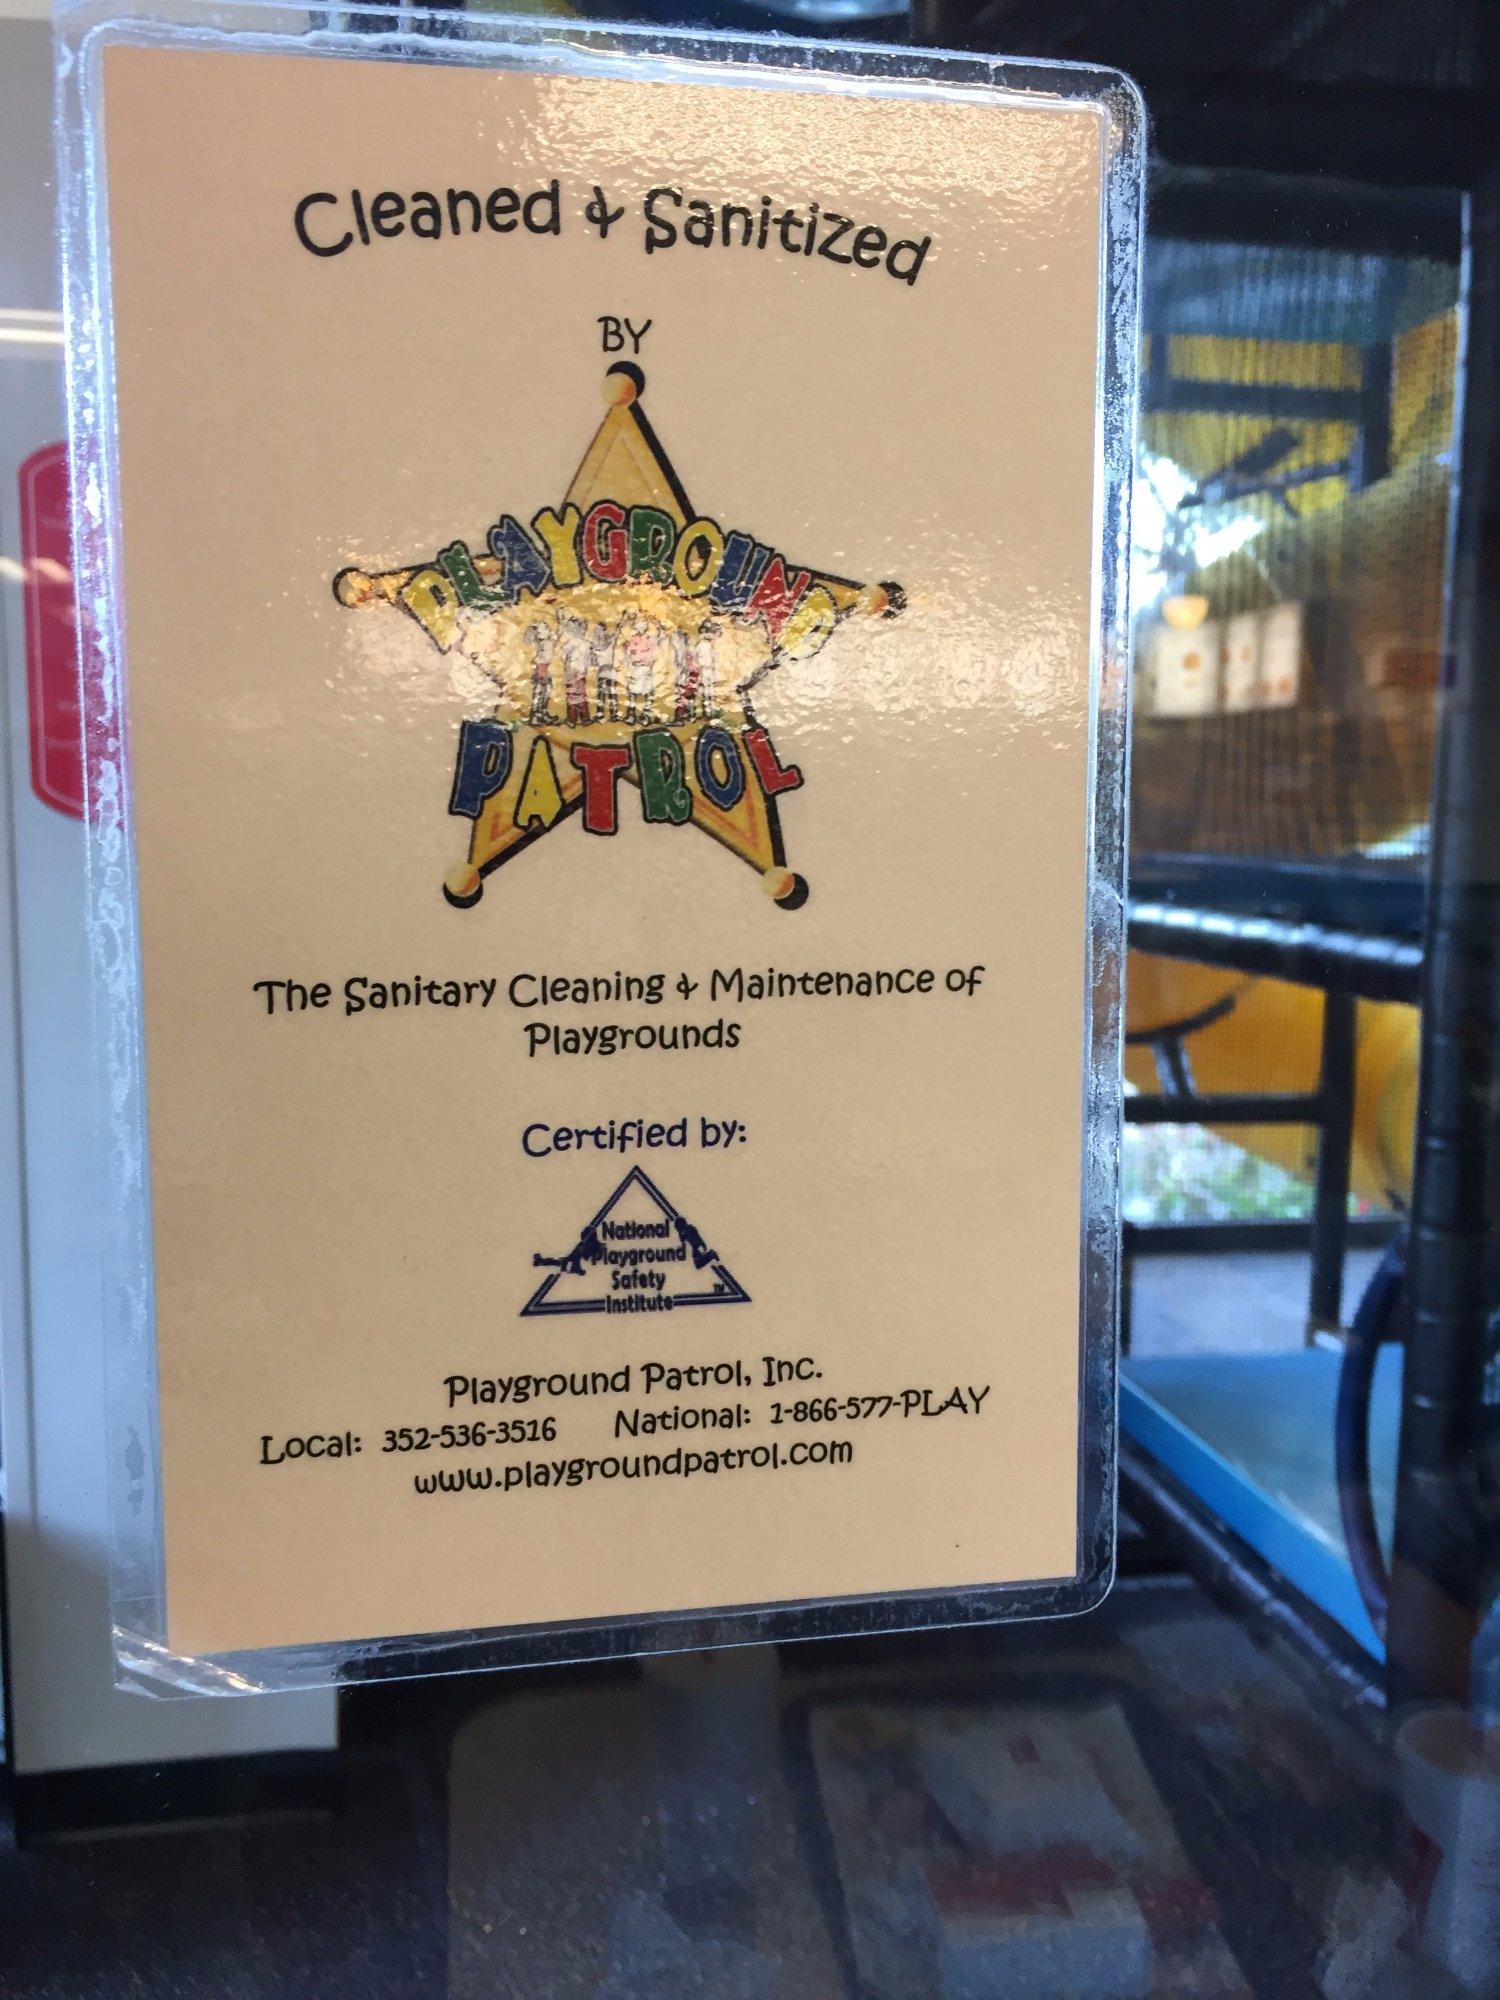 Cleaned & Sanitized
BY
PLAYGROUND
PATROL
The Sanitary Cleaning & Maintenance of
Playgrounds
Certified by:
National
Playground
Safety
Institute
TM
Playground Patrol, Inc.
Local: 352-536-3516 National: 1-866-577-PLAY
www.playgroundpatrol.com